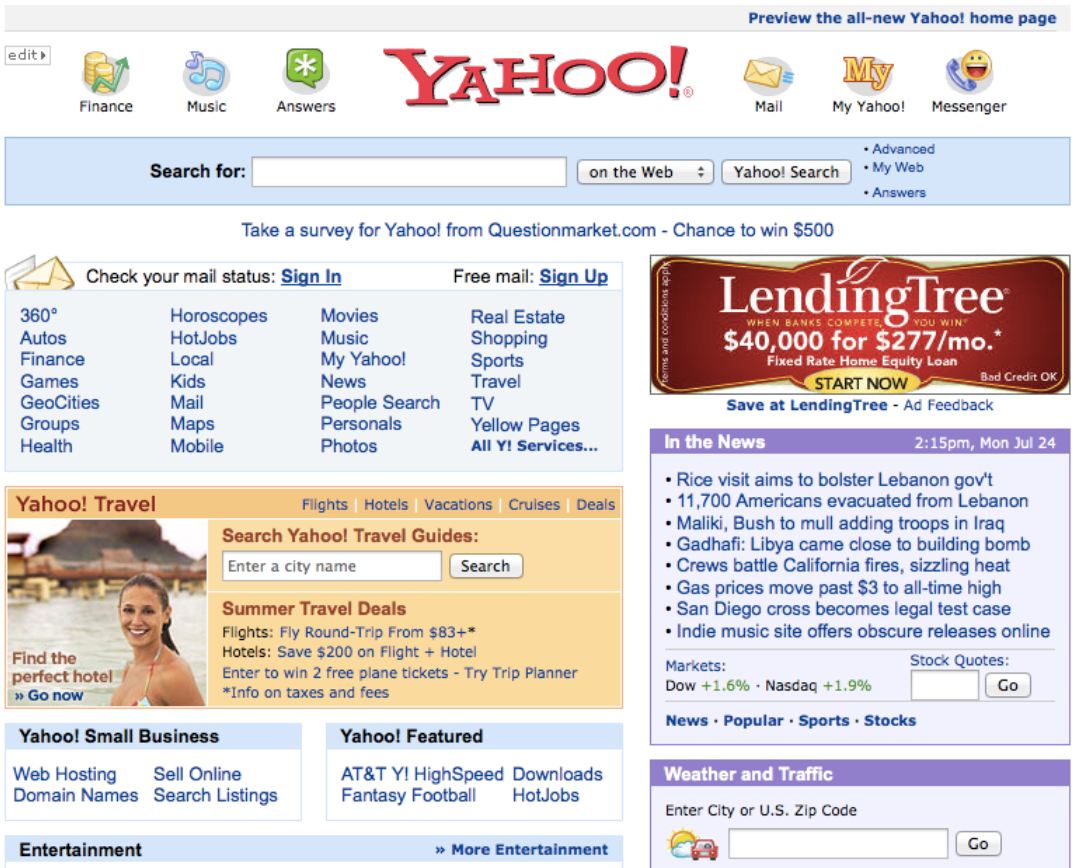 Preview the all-new Yahoo! home page
edit
Finance
Music
Answers
YAHOO!®
Mail
My
My Yahoo!
Messenger
Search for:
on the Web
Yahoo! Search
• Advanced
• My Web
• Answers
Take a survey for Yahoo! from Questionmarket.com - Chance to win $500
Check your mail status: Sign In
Free mail: Sign Up
360°
Autos
Finance
Games
GeoCities
Groups
Health
Horoscopes
HotJobs
Local
Kids
Mail
Maps
Mobile
Movies
Music
My Yahoo!
News
People Search
Personals
Photos
Real Estate
Shopping
Sports
Travel
TV
Yellow Pages
All Y! Services...
terms and conditions apply
LendingTree®
WHEN BANKS COMPETE, YOU WIN.®
$40,000 for $277/mo.*
Fixed Rate Home Equity Loan
START NOW
Bad Credit OK
Save at LendingTree - Ad Feedback
In the News
2:15pm, Mon Jul 24
• Rice visit aims to bolster Lebanon gov't
• 11,700 Americans evacuated from Lebanon
• Maliki, Bush to mull adding troops in Iraq
• Gadhafi: Libya came close to building bomb
• Crews battle California fires, sizzling heat
• Gas prices move past $3 to all-time high
• San Diego cross becomes legal test case
• Indie music site offers obscure releases online
Markets:
Dow +1.6% · Nasdaq +1.9%
Stock Quotes:
Go
News · Popular · Sports · Stocks
Yahoo! Travel
Flights | Hotels | Vacations | Cruises | Deals
Find the
perfect hotel
» Go now
Search Yahoo! Travel Guides:
Enter a city name
Search
Summer Travel Deals
Flights: Fly Round-Trip From $83+*
Hotels: Save $200 on Flight + Hotel
Enter to win 2 free plane tickets - Try Trip Planner
*Info on taxes and fees
Yahoo! Small Business
Web Hosting
Sell Online
Domain Names
Search Listings
Yahoo! Featured
AT&T Y! HighSpeed
Downloads
Fantasy Football
HotJobs
Weather and Traffic
Enter City or U.S. Zip Code
Go
Entertainment
» More Entertainment